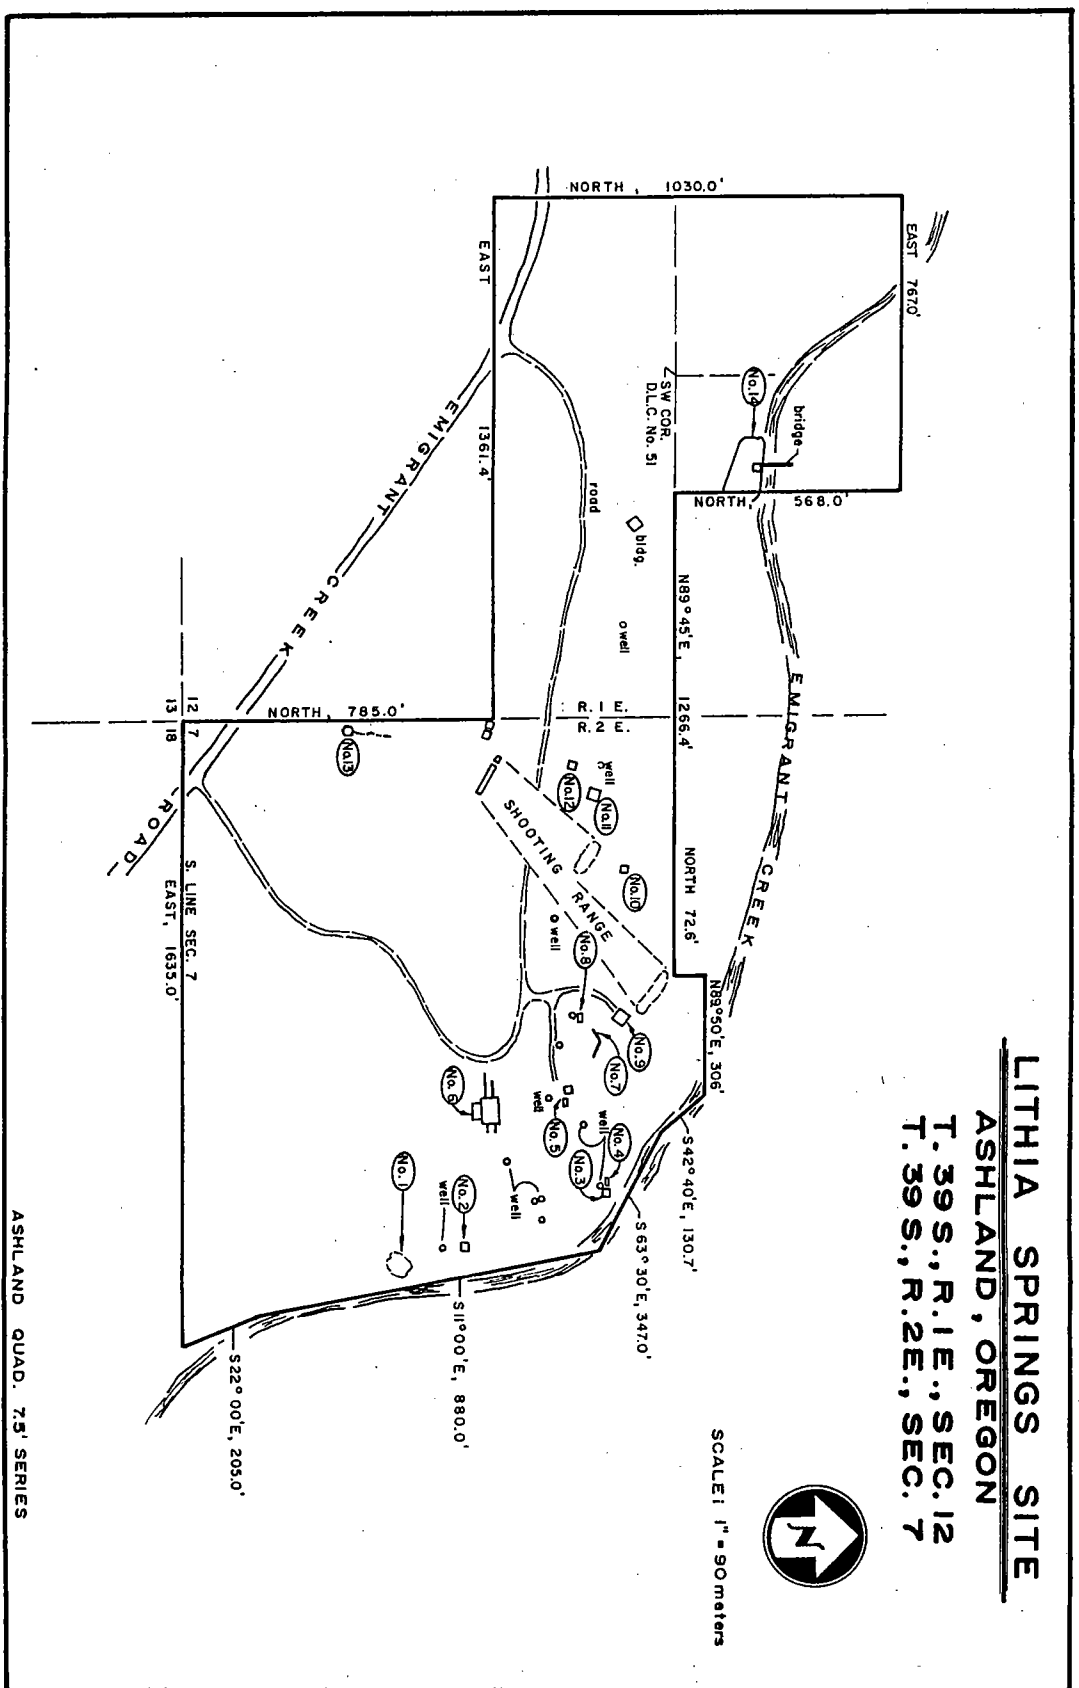 LITHIA SPRINGS SITE
ASHLAND, OREGON
T. 39 S., R. 1 E., SEC. 12
T. 39 S., R. 2 E., SEC. 7
N
SCALE: 1" = 90 meters
EAST 767.0'
NORTH, 1030.0'
No.14
bridge
NORTH, 568.0'
SW COR.
D.L.C. No. 51
EMIGRANT CREEK
N89°45'E, 1266.4'
NORTH 72.6'
N89°50'E, 306'
S42°40'E, 130.7'
S63°30'E, 347.0'
S11°00'E, 880.0'
S22°00'E, 205.0'
road
bldg.
well
R. 1 E.
R. 2 E.
well
No.11
No.12
No.10
SHOOTING RANGE
well
No.8
No.9
No.7
well
No. 5
No. 6
well
No. 4
No. 3
well
No. 2
well
No. 1
EAST 1361.4'
EMIGRANT CREEK ROAD
NORTH, 785.0'
No.13
12
7
13
18
S. LINE SEC. 7
EAST, 1635.0'
ASHLAND QUAD. 7.5' SERIES